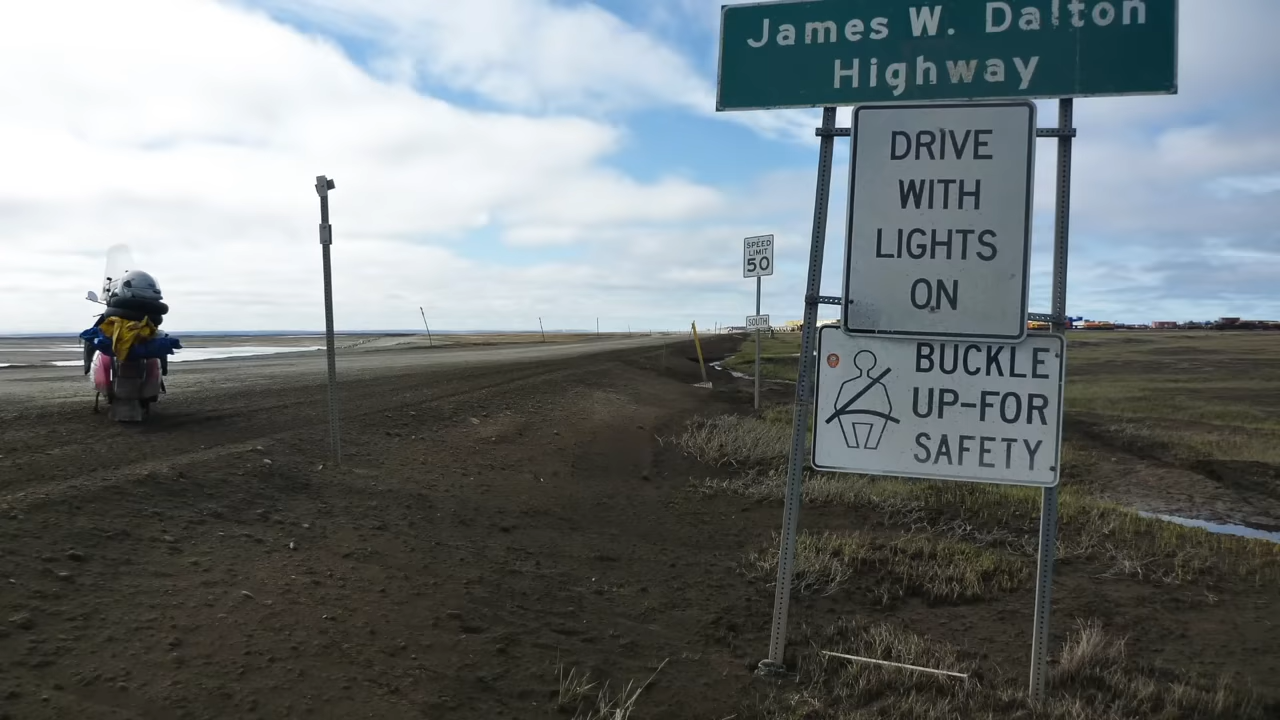 James W. Dalton
Highway
DRIVE
WITH
LIGHTS
ON
BUCKLE
UP-FOR
SAFETY
SPEED
LIMIT
50
SOUTH